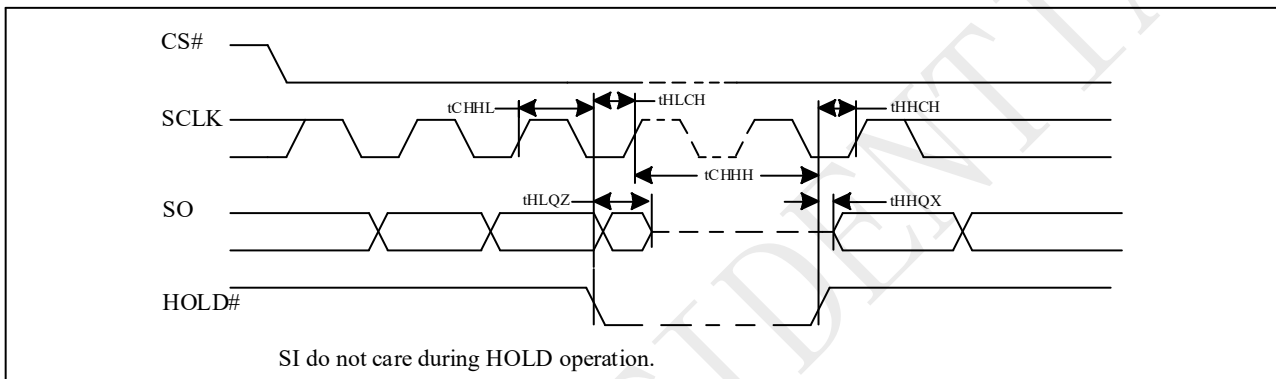 CS#
tCHHL
tHLCH
tHHCH
SCLK
tCHHH
tHLQZ
tHHQX
SO
HOLD#
SI do not care during HOLD operation.